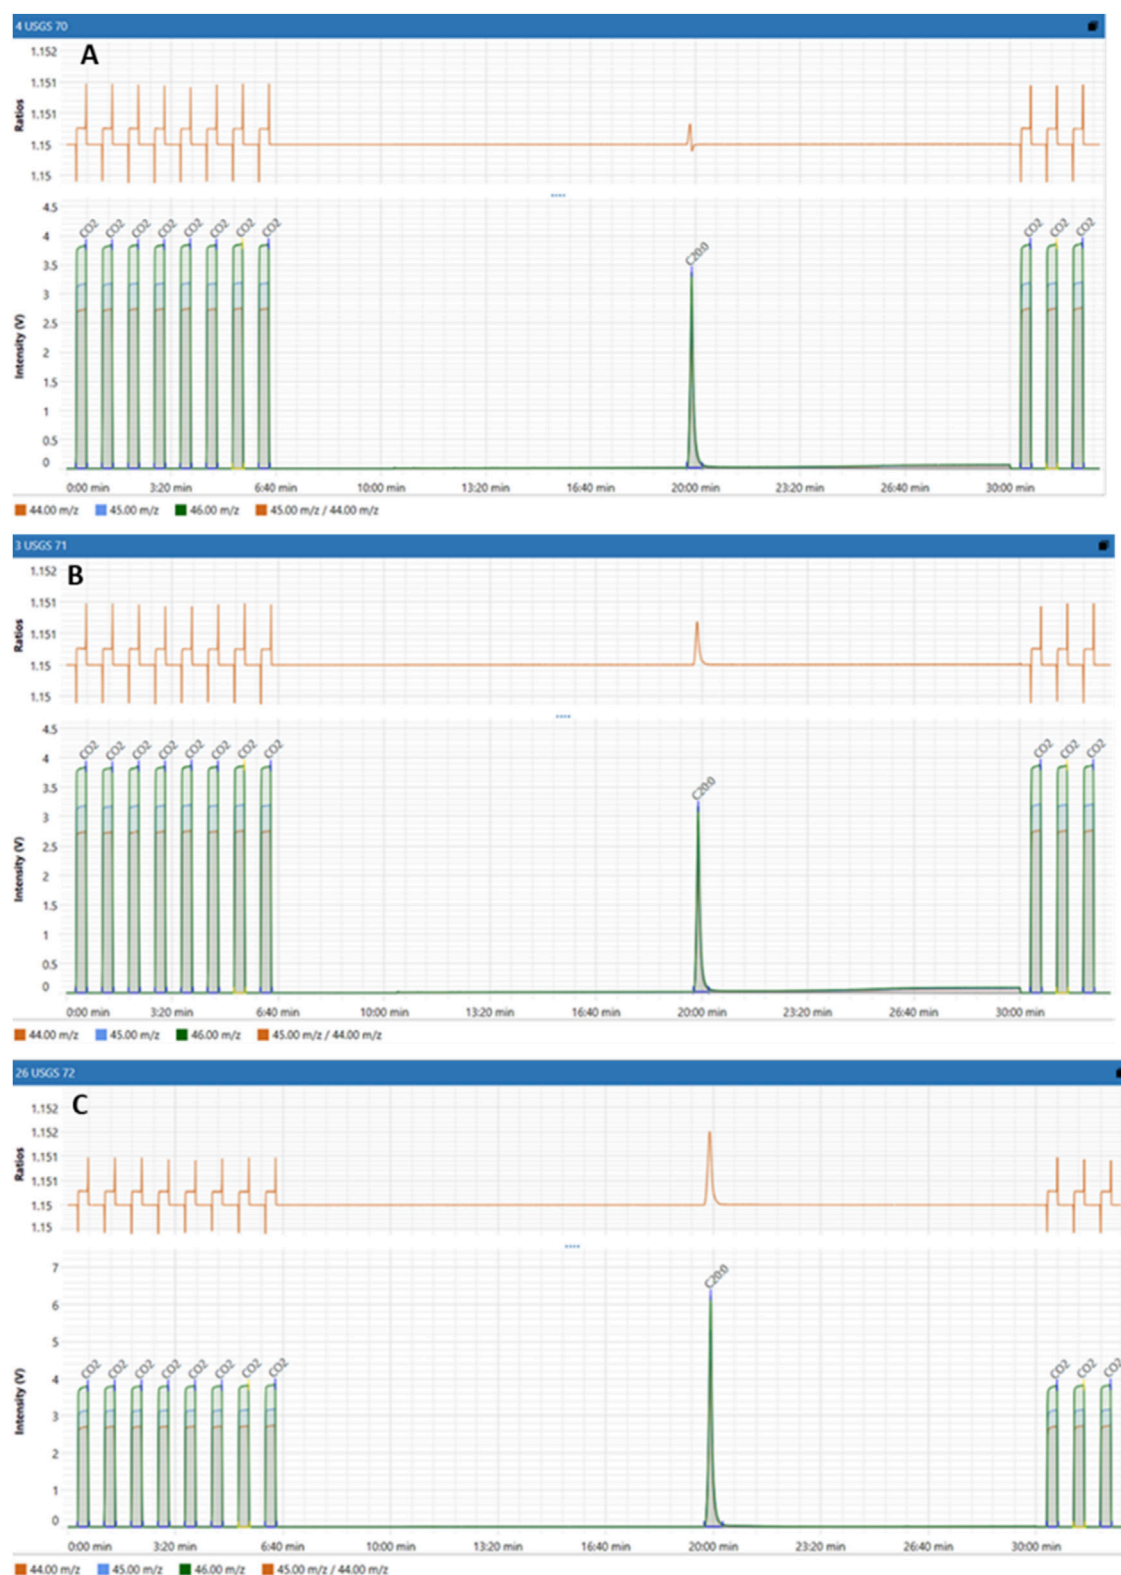 4 USGS 70
A
1.152
1.151
1.151
1.15
1.15
Ratios
4.5
4
3.5
3
2.5
2
1.5
1
0.5
0
Intensity (V)
CO2 CO2 CO2 CO2 CO2 CO2 CO2 CO2 C20:0 CO2 CO2 CO2
0:00 min 3:20 min 6:40 min 10:00 min 13:20 min 16:40 min 20:00 min 23:20 min 26:40 min 30:00 min
44.00 m/z 45.00 m/z 46.00 m/z 45.00 m/z / 44.00 m/z
3 USGS 71
B
1.152
1.151
1.151
1.15
1.15
Ratios
4.5
4
3.5
3
2.5
2
1.5
1
0.5
0
Intensity (V)
CO2 CO2 CO2 CO2 CO2 CO2 CO2 CO2 C20:0 CO2 CO2 CO2
0:00 min 3:20 min 6:40 min 10:00 min 13:20 min 16:40 min 20:00 min 23:20 min 26:40 min 30:00 min
44.00 m/z 45.00 m/z 46.00 m/z 45.00 m/z / 44.00 m/z
26 USGS 72
C
1.152
1.152
1.151
1.151
1.15
1.15
Ratios
7
6
5
4
3
2
1
0
Intensity (V)
CO2 CO2 CO2 CO2 CO2 CO2 CO2 CO2 C20:0 CO2 CO2 CO2
0:00 min 3:20 min 6:40 min 10:00 min 13:20 min 16:40 min 20:00 min 23:20 min 26:40 min 30:00 min
44.00 m/z 45.00 m/z 46.00 m/z 45.00 m/z / 44.00 m/z